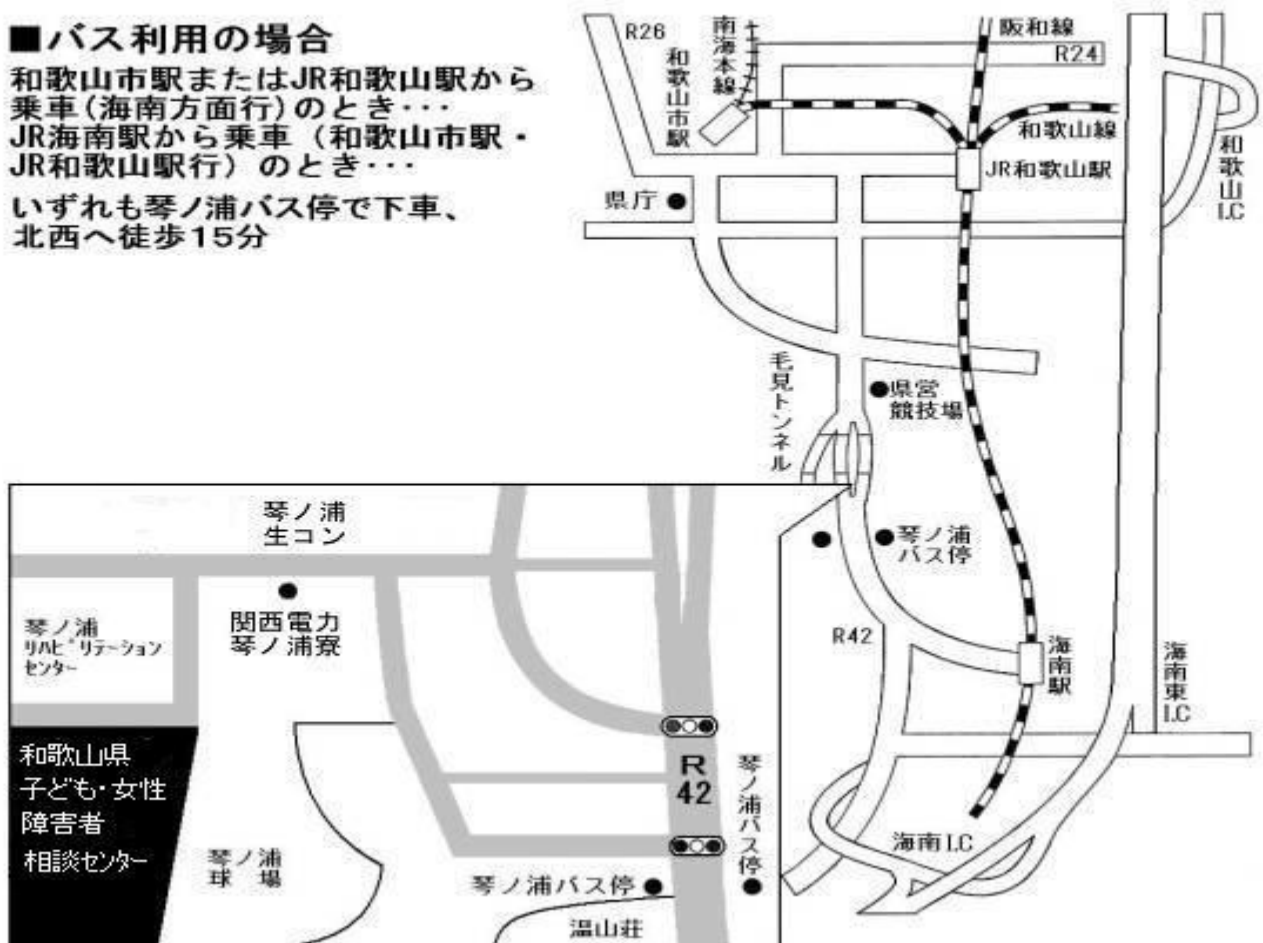 ■バス利用の場合
和歌山市駅またはJR和歌山駅から
乗車(海南方面行)のとき・・・
JR海南駅から乗車（和歌山市駅・
JR和歌山駅行）のとき・・・
いずれも琴ノ浦バス停で下車、
北西へ徒歩15分
R26
南海本線
和歌山市駅
阪和線
R24
和歌山線
JR和歌山駅
和歌山I.C
県庁
毛見トンネル
県営
競技場
琴ノ浦
バス停
R42
海南駅
海南東I.C
海南I.C
琴ノ浦
生コン
関西電力
琴ノ浦寮
琴ノ浦
ﾘﾊﾋﾞﾘﾃｰｼｮﾝ
ｾﾝﾀｰ
和歌山県
子ども・女性
障害者
相談ｾﾝﾀｰ
琴ノ浦
球場
R
42
琴ノ浦バス停
琴ノ浦バス停
温山荘